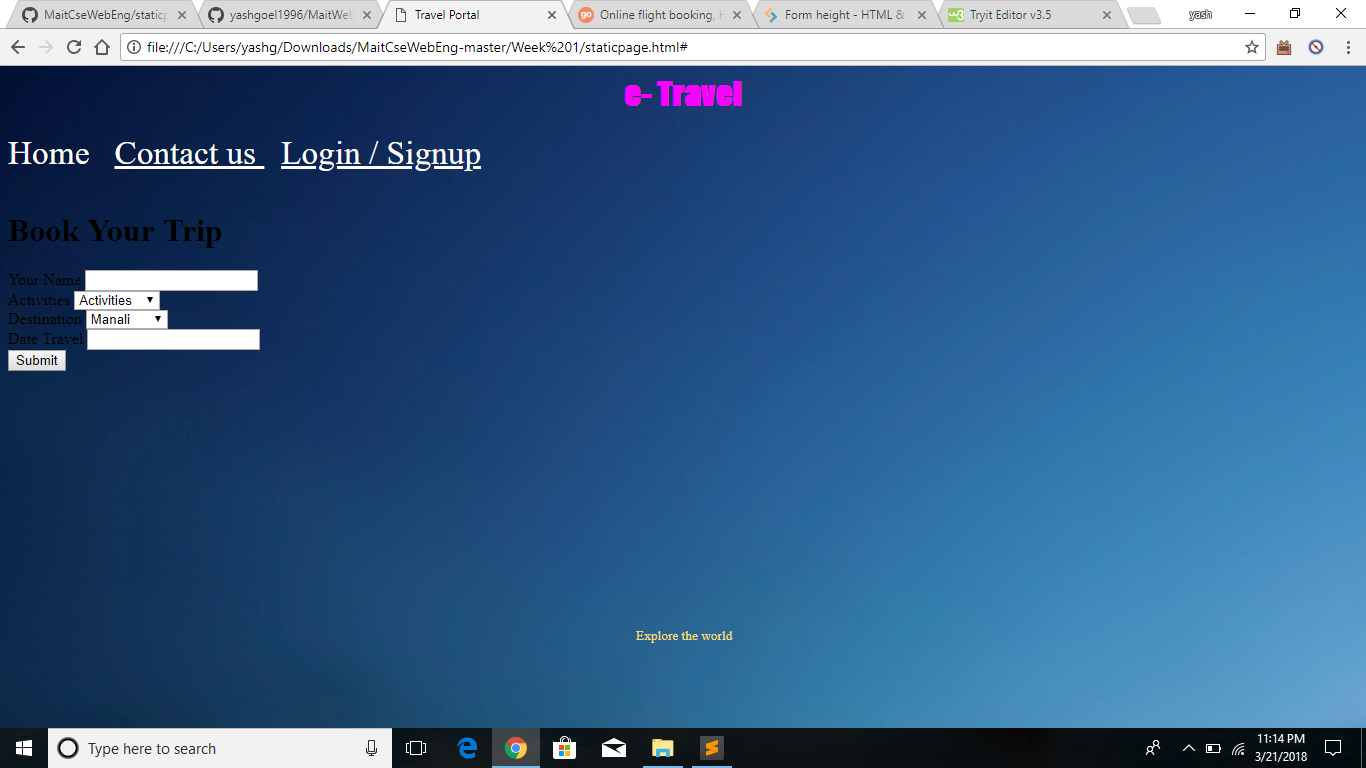 MaitCseWebEng/staticp
yashgoel1996/MaitWeb
Travel Portal
Online flight booking, H
Form height - HTML &
Tryit Editor v3.5
yash
file:///C:/Users/yashg/Downloads/MaitCseWebEng-master/Week%201/staticpage.html#
e- Travel
Home Contact us Login / Signup
Book Your Trip
Your Name
Activities Activities
Destination Manali
Date Travel
Submit
Explore the world
Type here to search
11:14 PM
3/21/2018